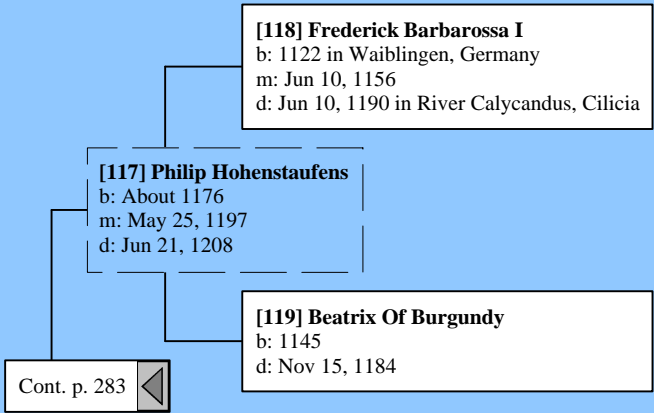 [118] Frederick Barbarossa I
b: 1122 in Waiblingen, Germany
m: Jun 10, 1156
d: Jun 10, 1190 in River Calycandus, Cilicia
[117] Philip Hohenstaufens
b: About 1176
m: May 25, 1197
d: Jun 21, 1208
[119] Beatrix Of Burgundy
b: 1145
d: Nov 15, 1184
Cont. p. 283